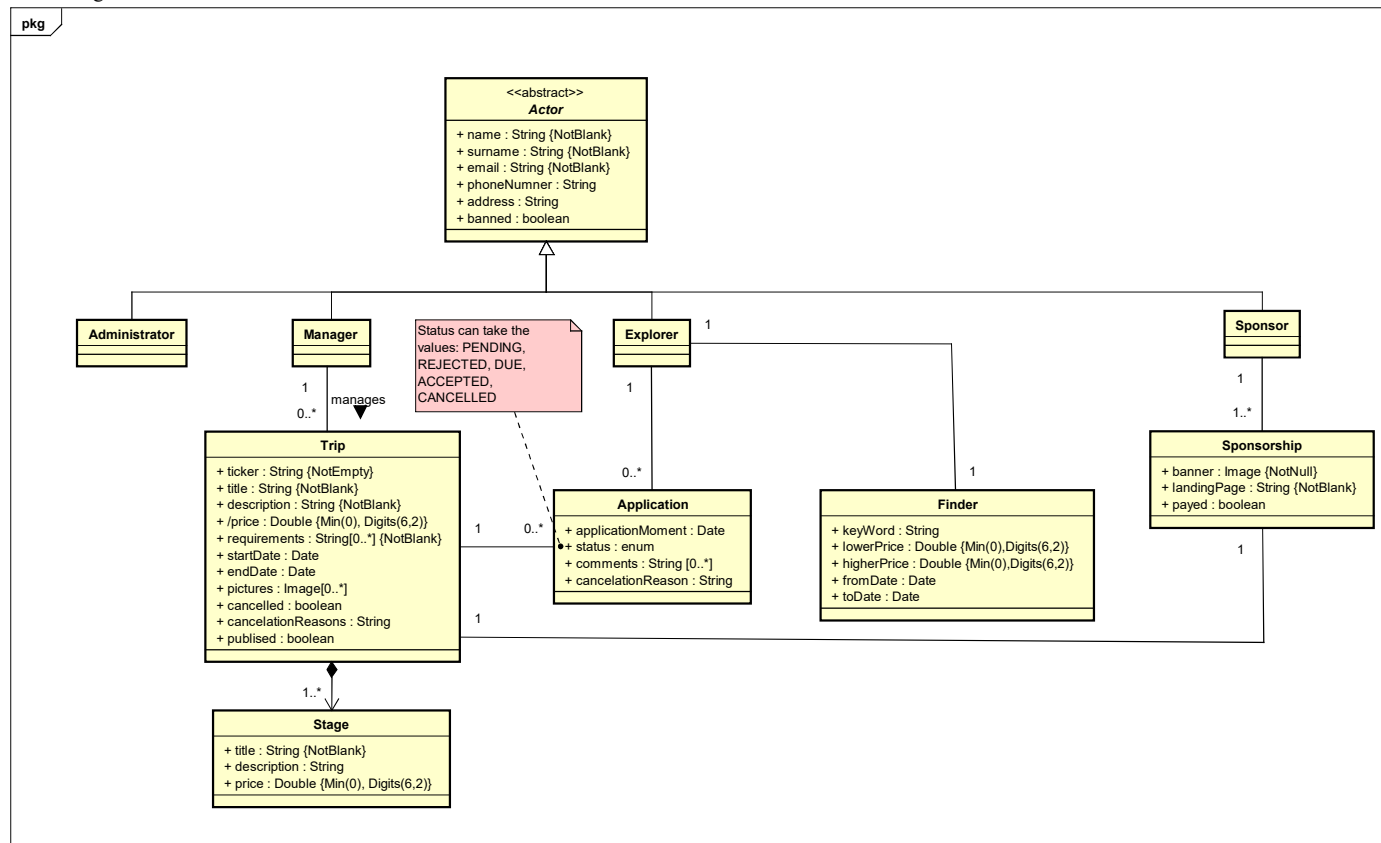 pkg
<<abstract>>
Actor
+ name : String {NotBlank}
+ surname : String {NotBlank}
+ email : String {NotBlank}
+ phoneNumner : String
+ address : String
+ banned : boolean
Administrator
Manager
Status can take the
values: PENDING,
REJECTED, DUE,
ACCEPTED,
CANCELLED
Explorer
Sponsor
1
1
1
1
manages
0..*
0..*
1..*
1
Trip
+ ticker : String {NotEmpty}
+ title : String {NotBlank}
+ description : String {NotBlank}
+ /price : Double {Min(0), Digits(6,2)}
+ requirements : String[0..*] {NotBlank}
+ startDate : Date
+ endDate : Date
+ pictures : Image[0..*]
+ cancelled : boolean
+ cancelationReasons : String
+ publised : boolean
1
0..*
1
Application
+ applicationMoment : Date
+ status : enum
+ comments : String [0..*]
+ cancelationReason : String
Finder
+ keyWord : String
+ lowerPrice : Double {Min(0),Digits(6,2)}
+ higherPrice : Double {Min(0),Digits(6,2)}
+ fromDate : Date
+ toDate : Date
Sponsorship
+ banner : Image {NotNull}
+ landingPage : String {NotBlank}
+ payed : boolean
1
1..*
Stage
+ title : String {NotBlank}
+ description : String
+ price : Double {Min(0), Digits(6,2)}